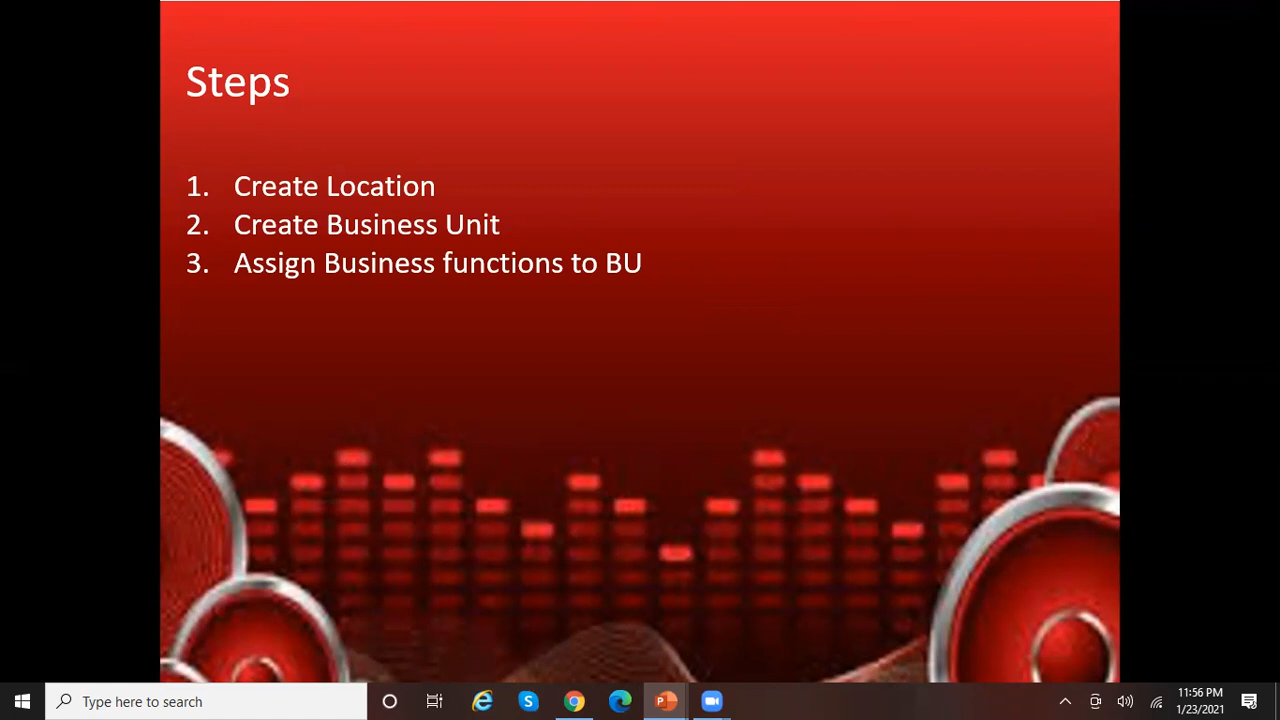 Steps
1. Create Location
2. Create Business Unit
3. Assign Business functions to BU
Type here to search
11:56 PM
1/23/2021